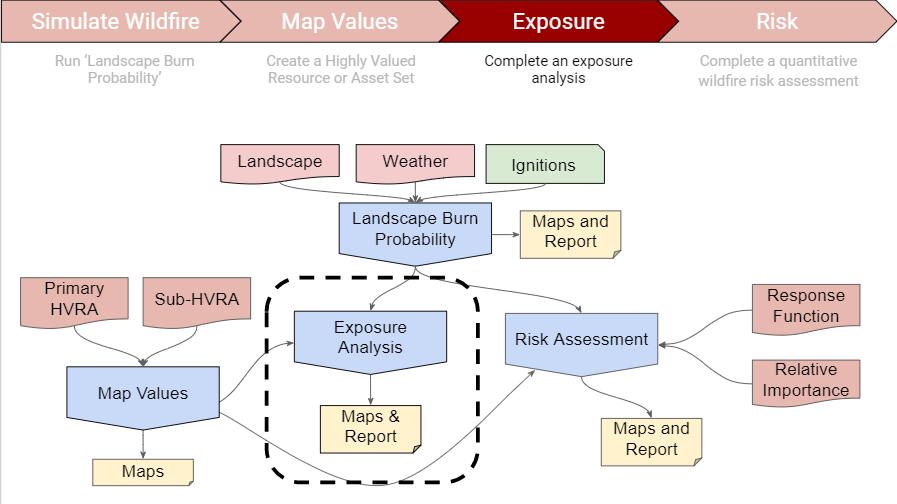 Simulate Wildfire
Map Values
Exposure
Risk
Run ‘Landscape Burn
Probability’
Create a Highly Valued
Resource or Asset Set
Complete an exposure
analysis
Complete a quantitative
wildfire risk assessment
Landscape
Weather
Ignitions
Landscape Burn
Probability
Maps and
Report
Primary
HVRA
Sub-HVRA
Exposure
Analysis
Risk Assessment
Response
Function
Relative
Importance
Map Values
Maps &
Report
Maps and
Report
Maps